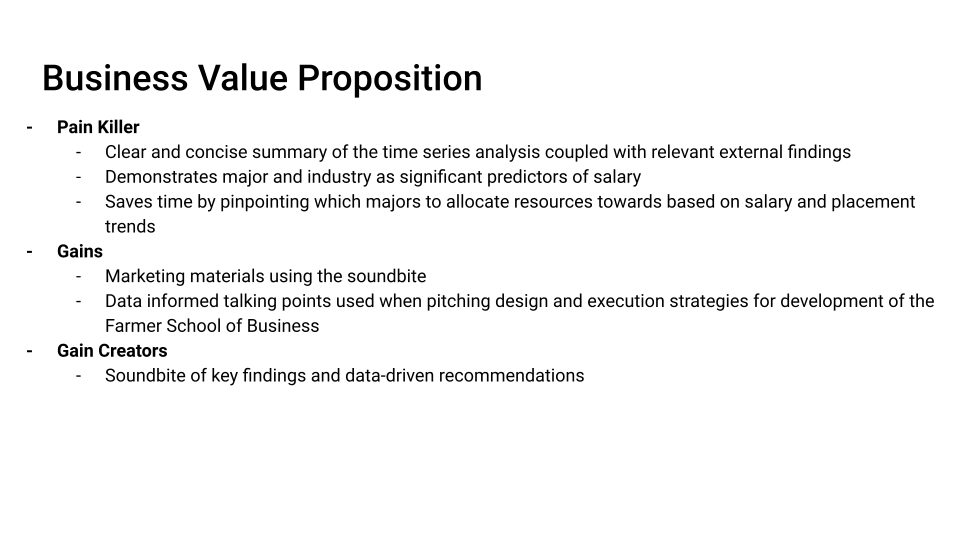 Business Value Proposition
- Pain Killer
- Clear and concise summary of the time series analysis coupled with relevant external findings
- Demonstrates major and industry as significant predictors of salary
- Saves time by pinpointing which majors to allocate resources towards based on salary and placement
trends
- Gains
- Marketing materials using the soundbite
- Data informed talking points used when pitching design and execution strategies for development of the
Farmer School of Business
- Gain Creators
- Soundbite of key findings and data-driven recommendations